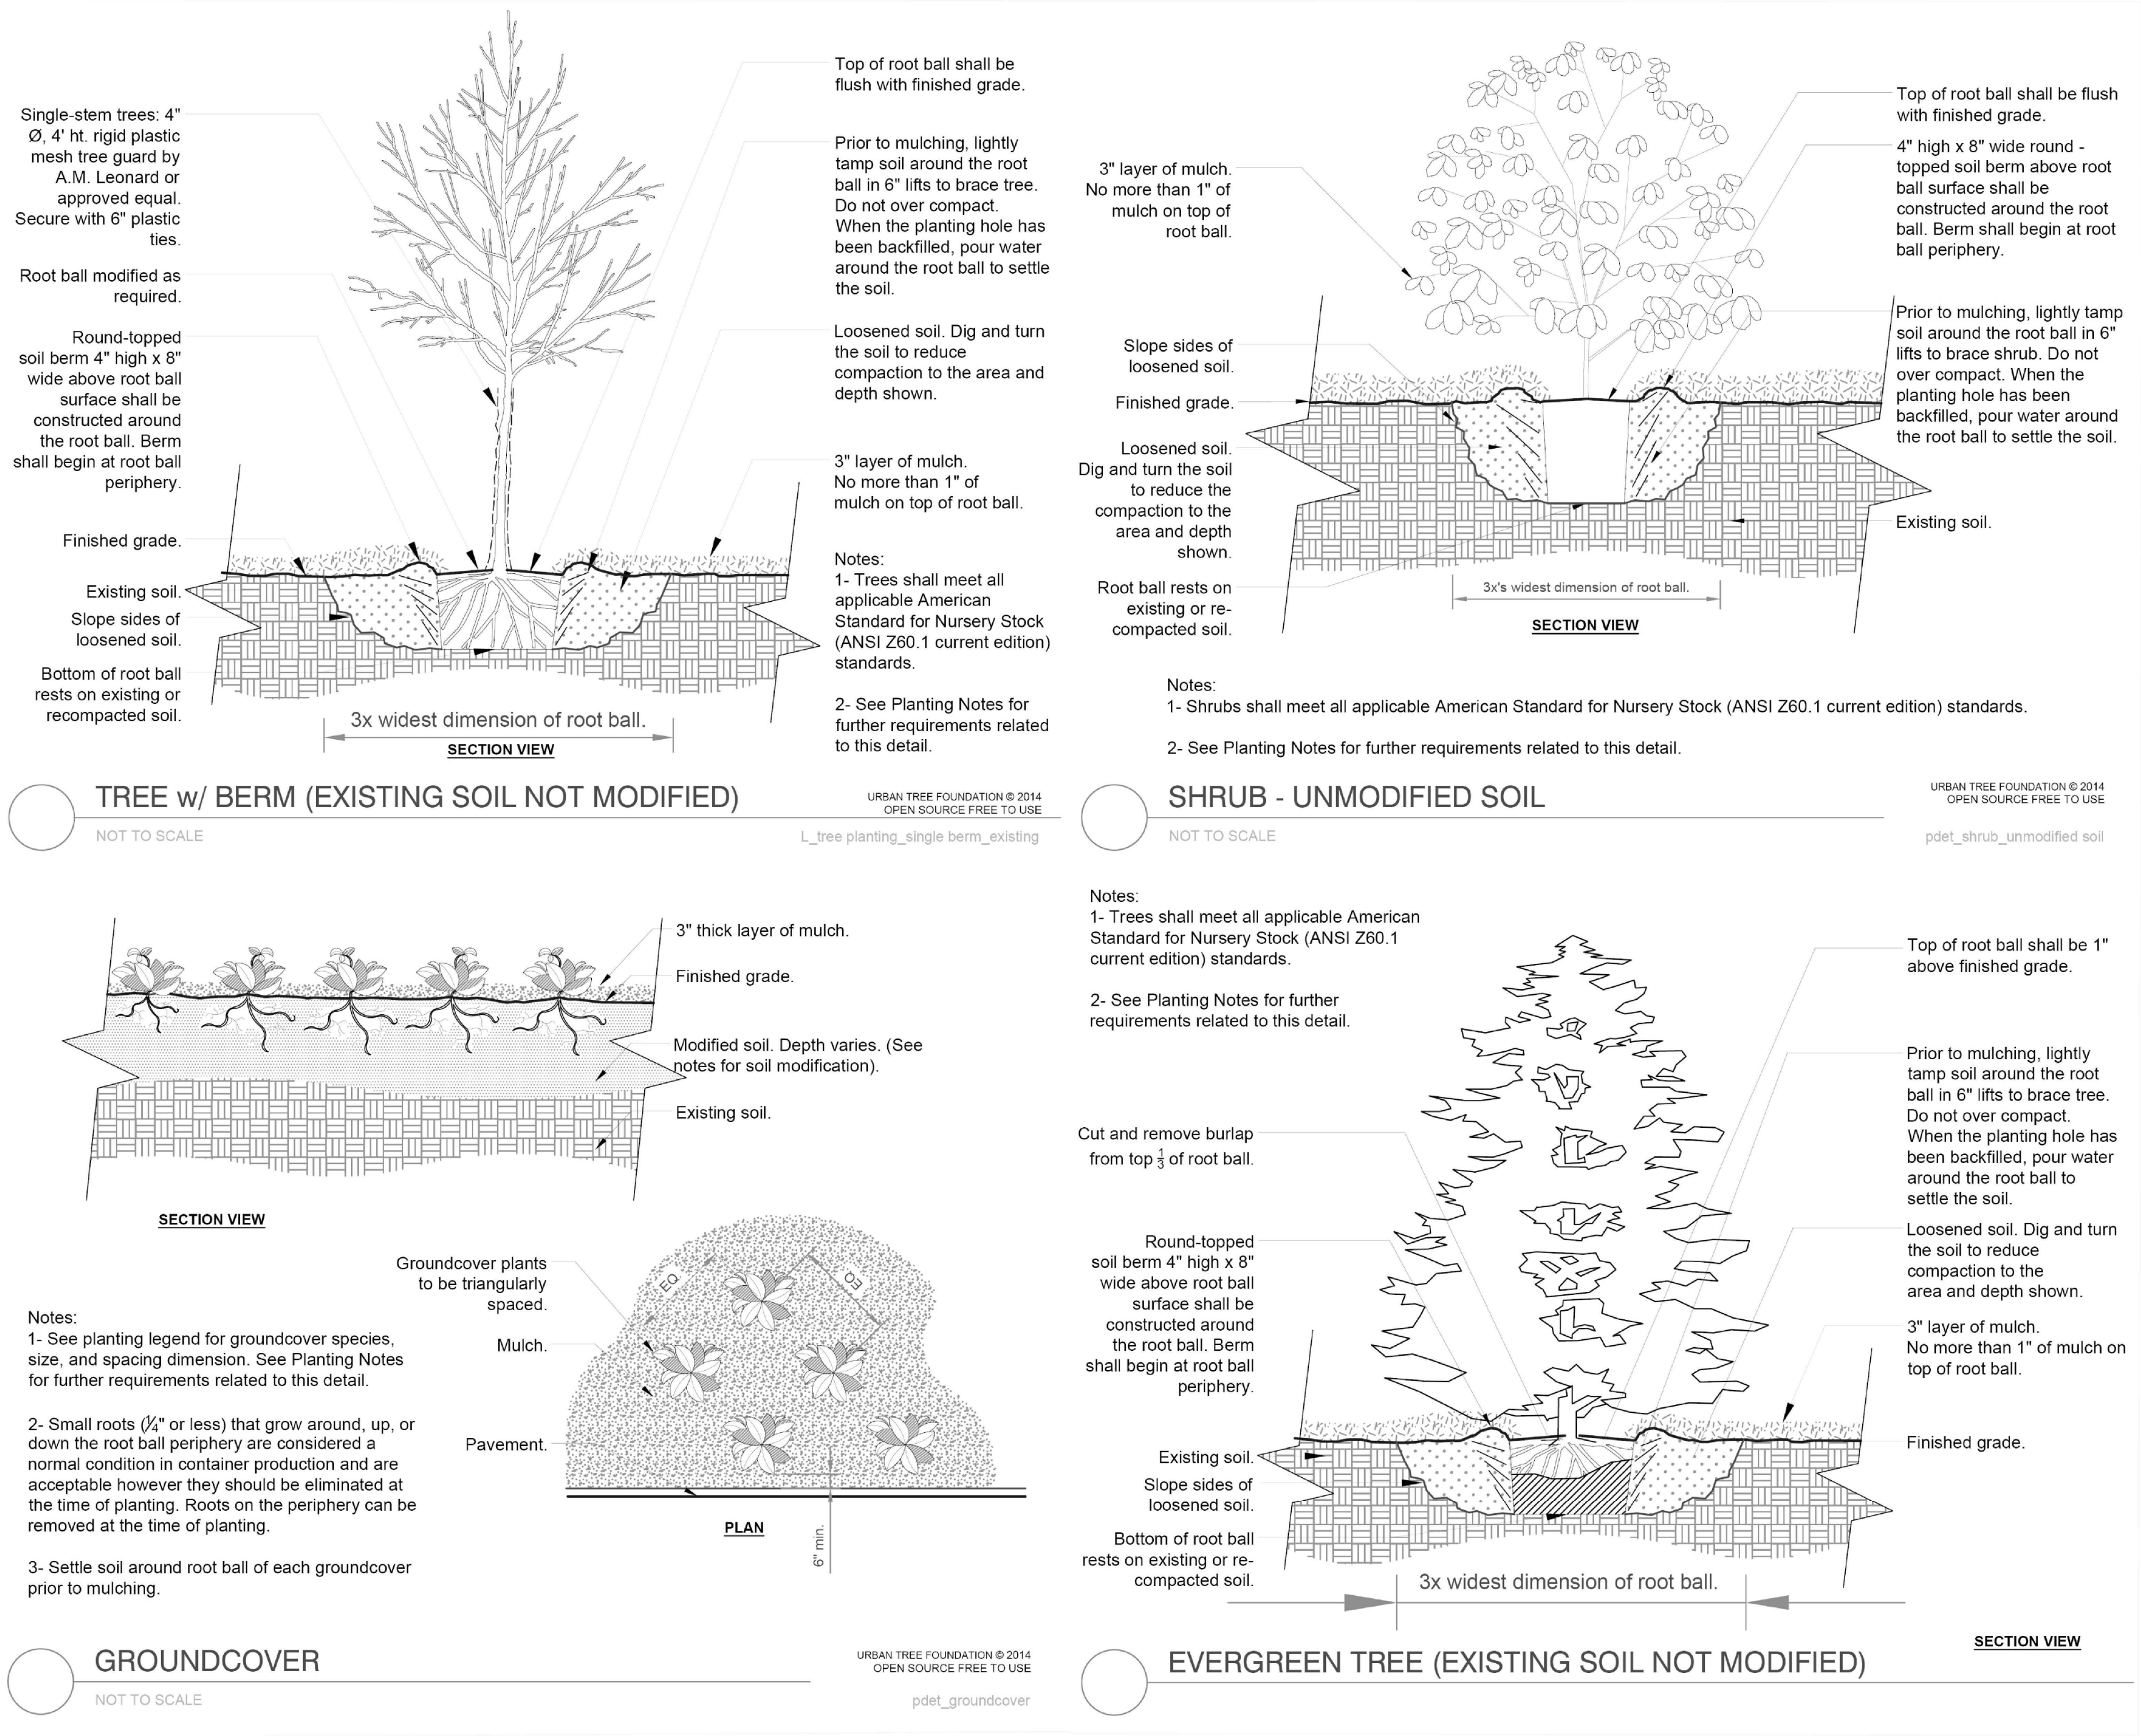 Single-stem trees: 4"
Ø, 4' ht. rigid plastic
mesh tree guard by
A.M. Leonard or
approved equal.
Secure with 6" plastic
ties.
Root ball modified as
required.
Round-topped
soil berm 4" high x 8"
wide above root ball
surface shall be
constructed around
the root ball. Berm
shall begin at root ball
periphery.
Finished grade.
Existing soil.
Slope sides of
loosened soil.
Bottom of root ball
rests on existing or
recompacted soil.
Top of root ball shall be
flush with finished grade.
Prior to mulching, lightly
tamp soil around the root
ball in 6" lifts to brace tree.
Do not over compact.
When the planting hole has
been backfilled, pour water
around the root ball to settle
the soil.
Loosened soil. Dig and turn
the soil to reduce
compaction to the area and
depth shown.
3" layer of mulch.
No more than 1" of
mulch on top of root ball.
Notes:
1- Trees shall meet all
applicable American
Standard for Nursery Stock
(ANSI Z60.1 current edition)
standards.
2- See Planting Notes for
further requirements related
to this detail.
3x widest dimension of root ball.
SECTION VIEW
TREE w/ BERM (EXISTING SOIL NOT MODIFIED)
URBAN TREE FOUNDATION © 2014
OPEN SOURCE FREE TO USE
NOT TO SCALE
L_tree planting_single berm_existing
3" layer of mulch.
No more than 1" of
mulch on top of
root ball.
Slope sides of
loosened soil.
Finished grade.
Loosened soil.
Dig and turn the soil
to reduce the
compaction to the
area and depth
shown.
Root ball rests on
existing or re-
compacted soil.
Top of root ball shall be flush
with finished grade.
4" high x 8" wide round -
topped soil berm above root
ball surface shall be
constructed around the root
ball. Berm shall begin at root
ball periphery.
Prior to mulching, lightly tamp
soil around the root ball in 6"
lifts to brace shrub. Do not
over compact. When the
planting hole has been
backfilled, pour water around
the root ball to settle the soil.
Existing soil.
3x's widest dimension of root ball.
SECTION VIEW
Notes:
1- Shrubs shall meet all applicable American Standard for Nursery Stock (ANSI Z60.1 current edition) standards.
2- See Planting Notes for further requirements related to this detail.
SHRUB - UNMODIFIED SOIL
URBAN TREE FOUNDATION © 2014
OPEN SOURCE FREE TO USE
NOT TO SCALE
pdet_shrub_unmodified soil
3" thick layer of mulch.
Finished grade.
Modified soil. Depth varies. (See
notes for soil modification).
Existing soil.
SECTION VIEW
Groundcover plants
to be triangularly
spaced.
Mulch.
Pavement.
EQ
EQ
PLAN
6" min.
Notes:
1- See planting legend for groundcover species,
size, and spacing dimension. See Planting Notes
for further requirements related to this detail.
2- Small roots (¼" or less) that grow around, up, or
down the root ball periphery are considered a
normal condition in container production and are
acceptable however they should be eliminated at
the time of planting. Roots on the periphery can be
removed at the time of planting.
3- Settle soil around root ball of each groundcover
prior to mulching.
GROUNDCOVER
URBAN TREE FOUNDATION © 2014
OPEN SOURCE FREE TO USE
NOT TO SCALE
pdet_groundcover
Notes:
1- Trees shall meet all applicable American
Standard for Nursery Stock (ANSI Z60.1
current edition) standards.
2- See Planting Notes for further
requirements related to this detail.
Cut and remove burlap
from top ⅓ of root ball.
Round-topped
soil berm 4" high x 8"
wide above root ball
surface shall be
constructed around
the root ball. Berm
shall begin at root ball
periphery.
Existing soil.
Slope sides of
loosened soil.
Bottom of root ball
rests on existing or re-
compacted soil.
Top of root ball shall be 1"
above finished grade.
Prior to mulching, lightly
tamp soil around the root
ball in 6" lifts to brace tree.
Do not over compact.
When the planting hole has
been backfilled, pour water
around the root ball to
settle the soil.
Loosened soil. Dig and turn
the soil to reduce
compaction to the
area and depth shown.
3" layer of mulch.
No more than 1" of mulch on
top of root ball.
Finished grade.
3x widest dimension of root ball.
SECTION VIEW
EVERGREEN TREE (EXISTING SOIL NOT MODIFIED)